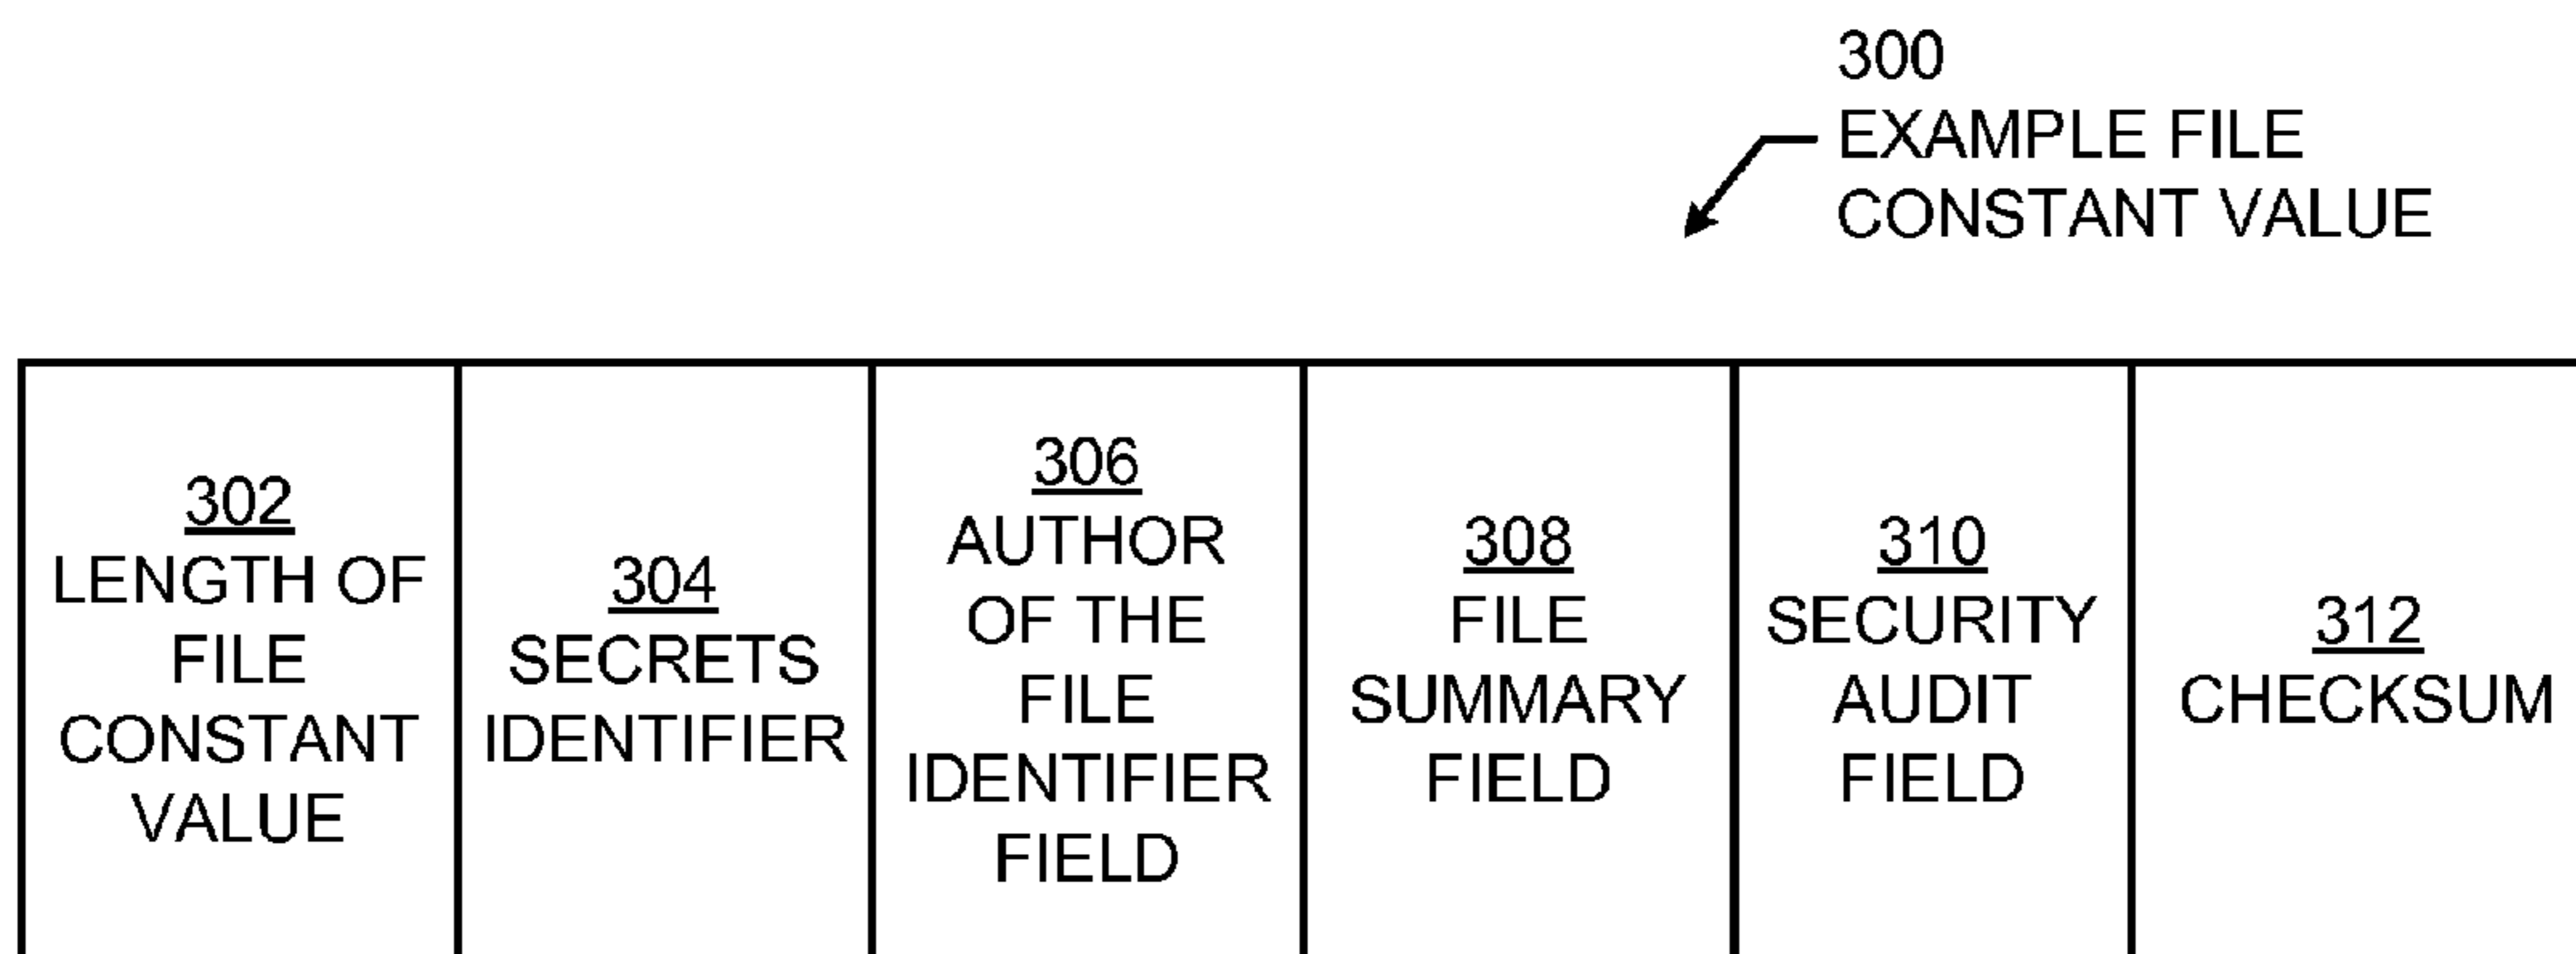 300
EXAMPLE FILE
CONSTANT VALUE
302
LENGTH OF
FILE
CONSTANT
VALUE
304
SECRETS
IDENTIFIER
306
AUTHOR
OF THE
FILE
IDENTIFIER
FIELD
308
FILE
SUMMARY
FIELD
310
SECURITY
AUDIT
FIELD
312
CHECKSUM